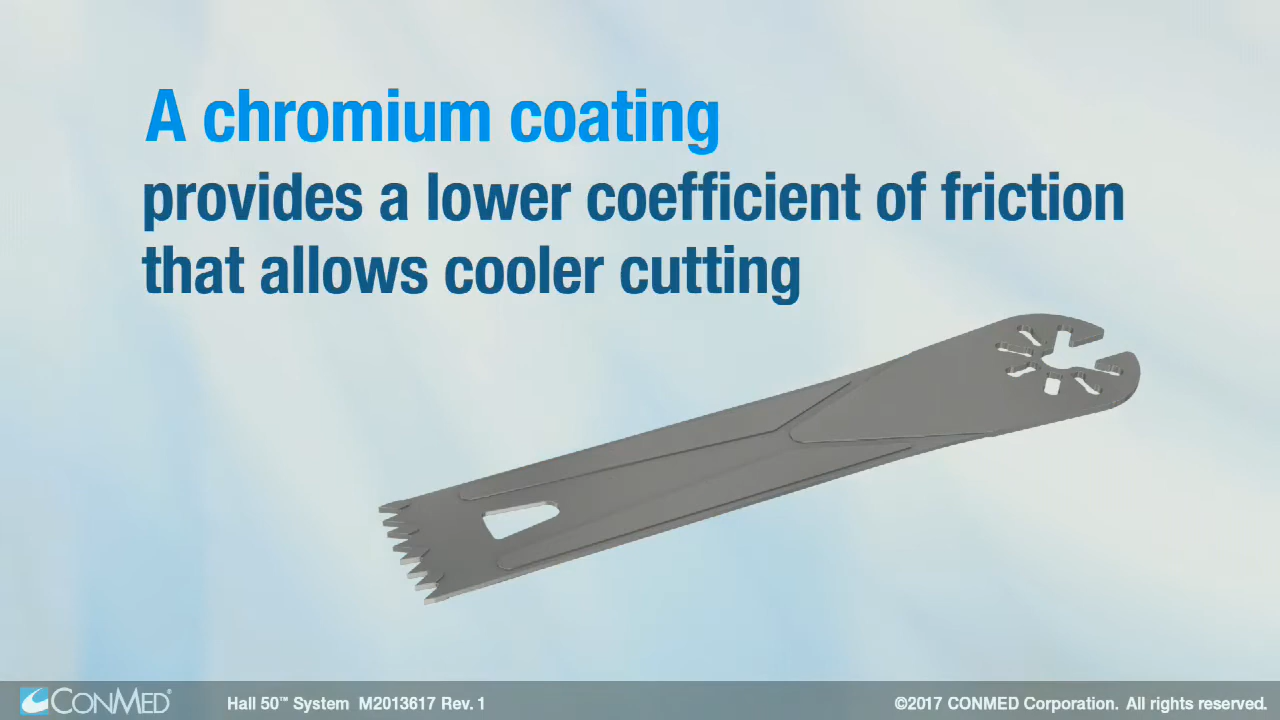 A chromium coating
provides a lower coefficient of friction
that allows cooler cutting
CONMED® Hall 50™ System M2013617 Rev. 1 ©2017 CONMED Corporation. All rights reserved.